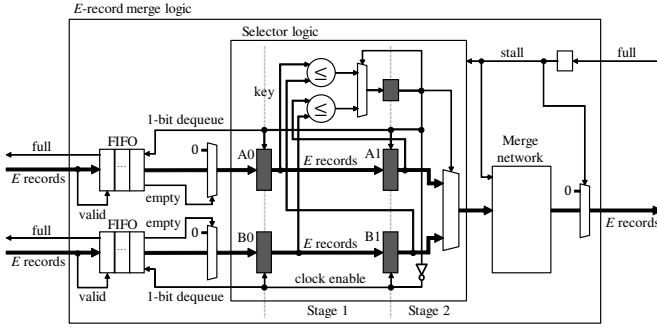 E-record merge logic
Selector logic
stall
full
≤
key
≤
1-bit dequeue
FIFO
full
0
A0
E records
A1
Merge network
E records
...
valid
empty
0
FIFO
empty
full
0
B0
E records
B1
E records
E records
...
valid
clock enable
1-bit dequeue
Stage 1
Stage 2